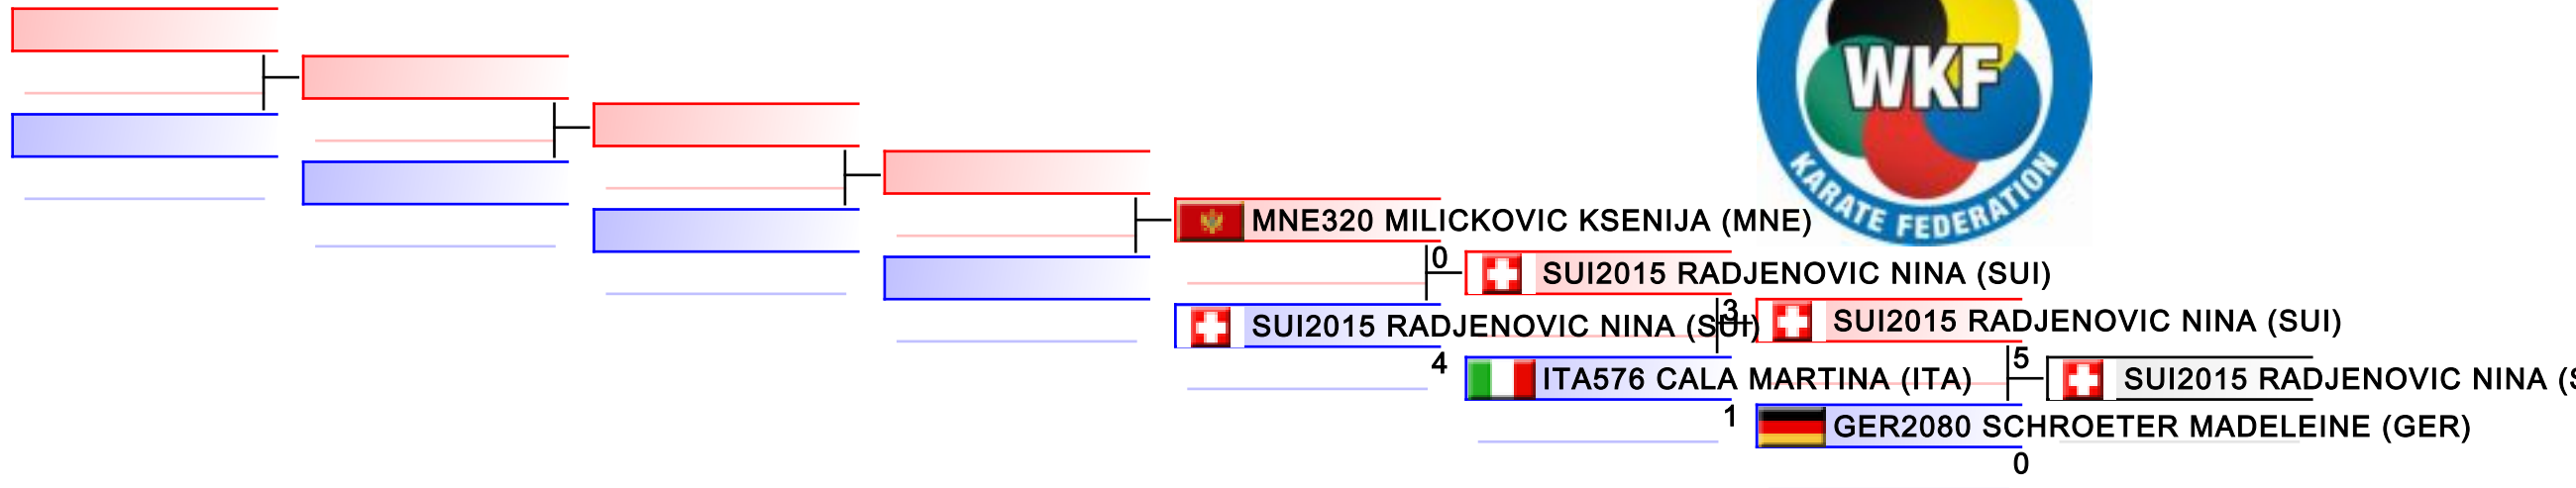 WKF
KARATE FEDERATION
MNE320 MILICKOVIC KSENIJA (MNE)
0
SUI2015 RADJENOVIC NINA (SUI)
3
SUI2015 RADJENOVIC NINA (SUI)
SUI2015 RADJENOVIC NINA (SUI)
5
4
ITA576 CALA MARTINA (ITA)
SUI2015 RADJENOVIC NINA (S
1
GER2080 SCHROETER MADELEINE (GER)
0